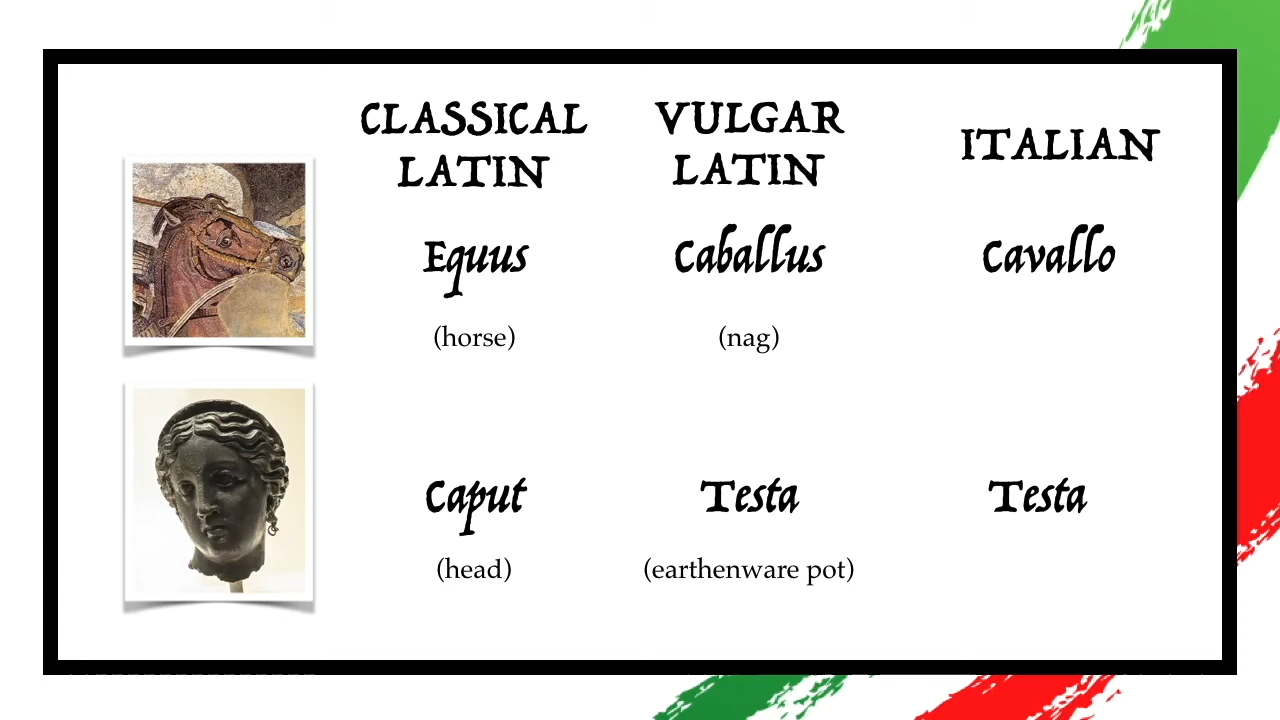 CLASSICAL
LATIN
VULGAR
LATIN
ITALIAN
Equus
Caballus
Cavallo
(horse)
(nag)
Caput
Testa
Testa
(head)
(earthenware pot)